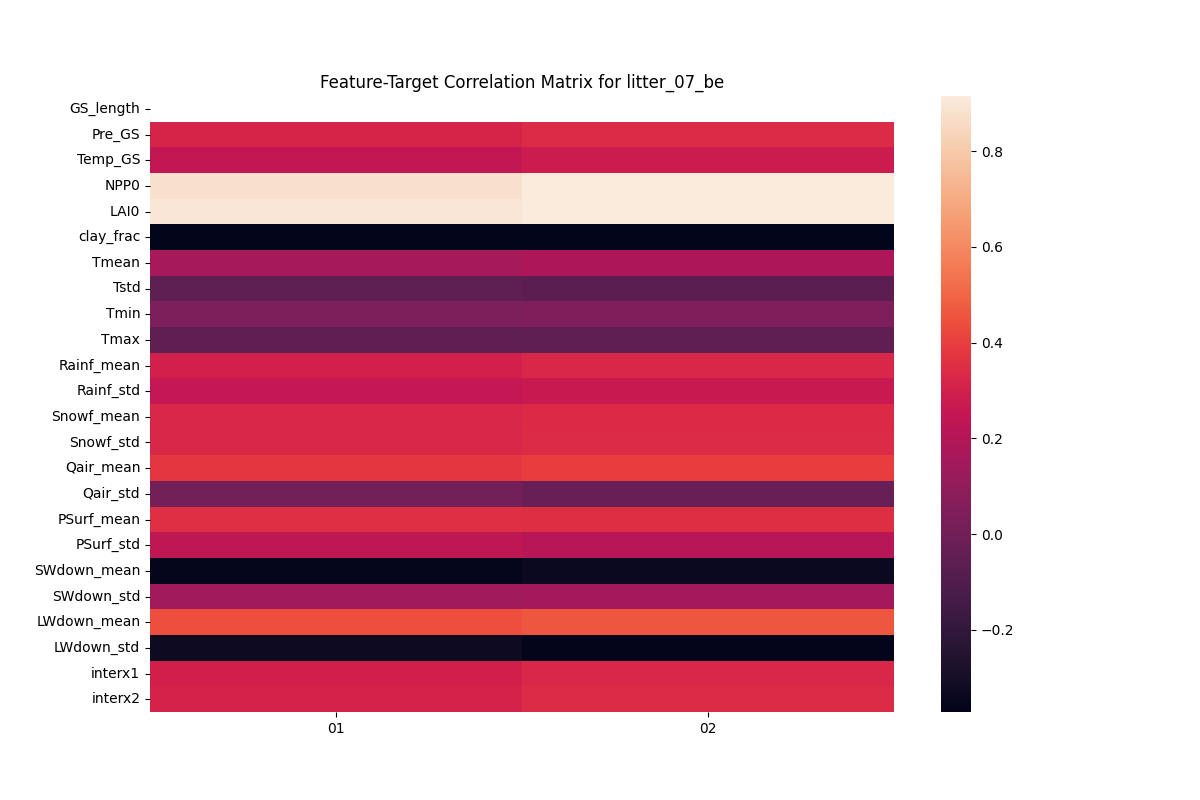 Feature-Target Correlation Matrix for litter_07_be
GS_length
Pre_GS
Temp_GS
NPP0
LAI0
clay_frac
Tmean
Tstd
Tmin
Tmax
Rainf_mean
Rainf_std
Snowf_mean
Snowf_std
Qair_mean
Qair_std
PSurf_mean
PSurf_std
SWdown_mean
SWdown_std
LWdown_mean
LWdown_std
interx1
interx2
01 02
0.8
0.6
0.4
0.2
0.0
−0.2